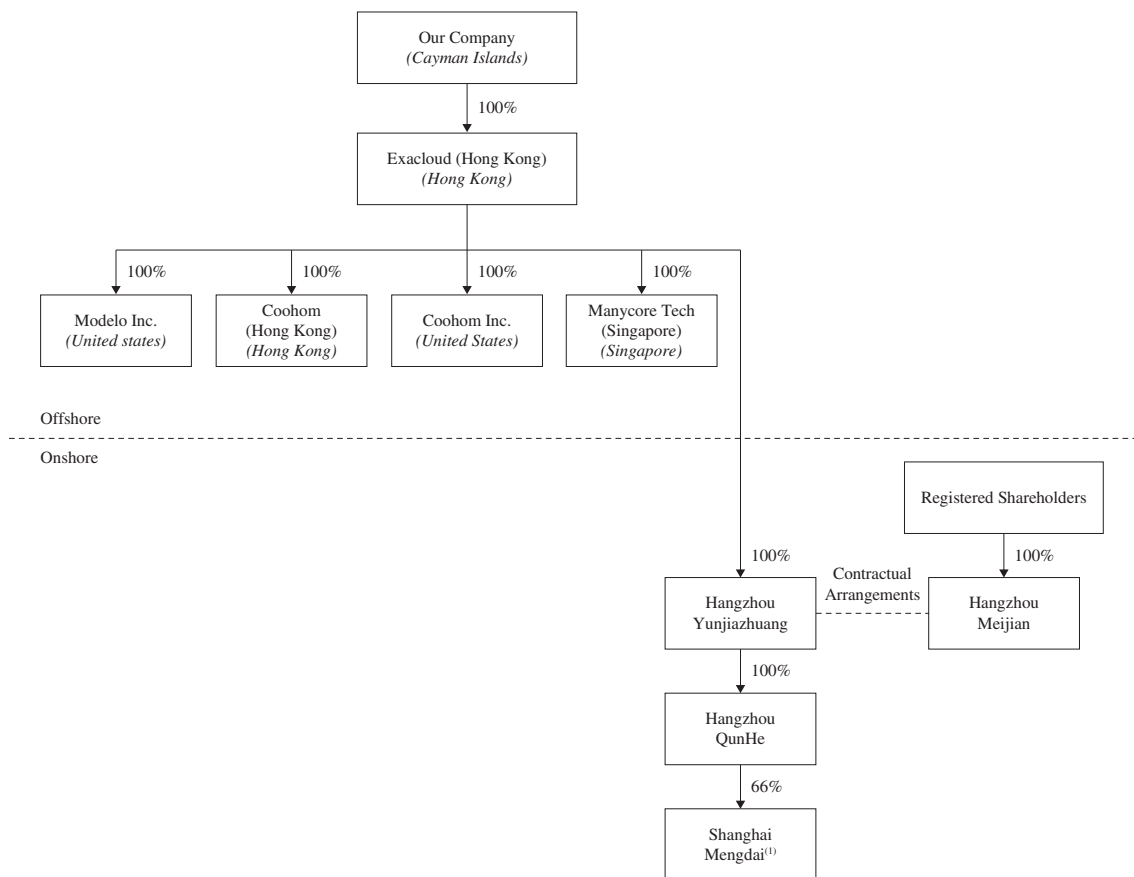 Our Company
(Cayman Islands)
100%
Exacloud (Hong Kong)
(Hong Kong)
100%
100%
100%
100%
Modelo Inc.
(United states)
Coohom
(Hong Kong)
(Hong Kong)
Coohom Inc.
(United States)
Manycore Tech
(Singapore)
(Singapore)
Offshore
Onshore
Registered Shareholders
100%
100%
Contractual
Arrangements
Hangzhou
Yunjiazhuang
Hangzhou
Meijian
100%
Hangzhou
QunHe
66%
Shanghai
Mengdai(1)